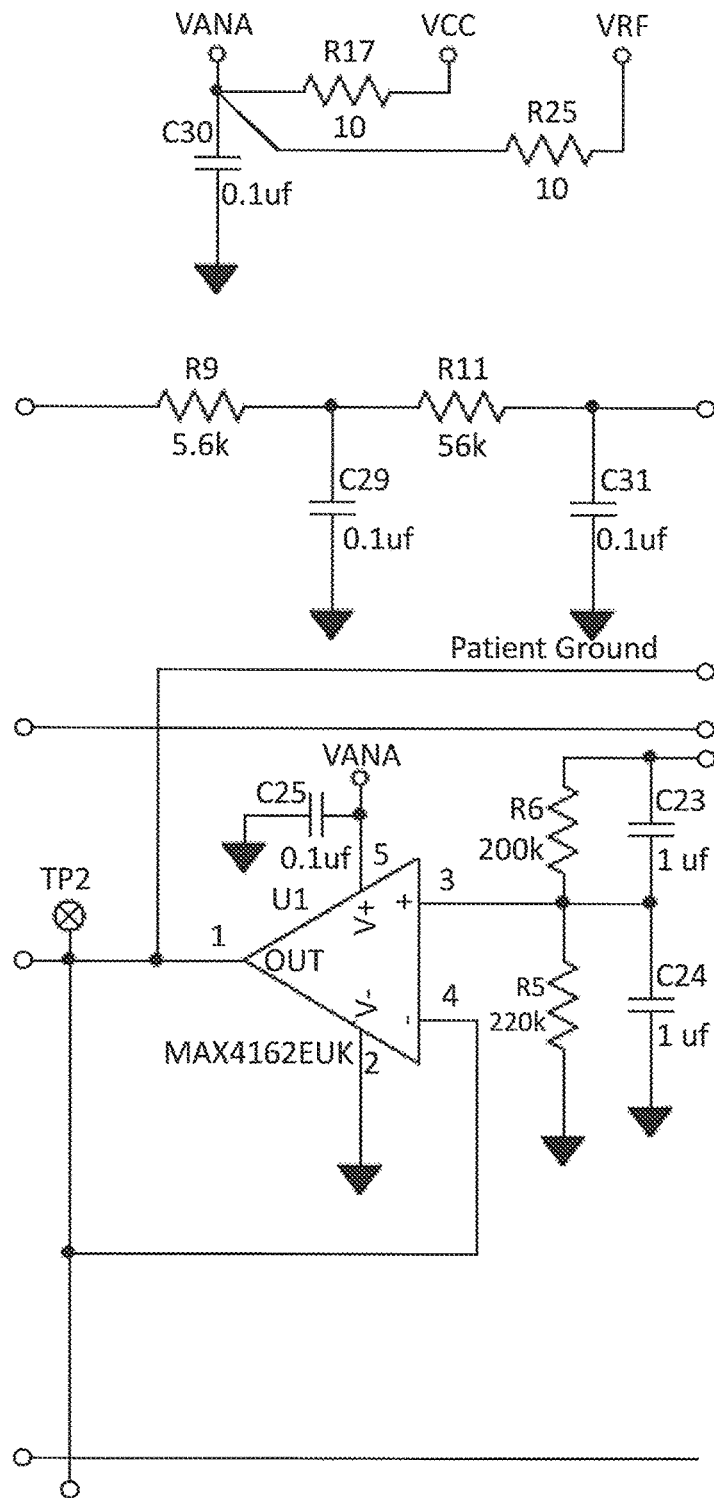 VANA
VCC
VRF
R17
10
R25
10
C30
0.1uf
R9
5.6k
R11
56k
C29
0.1uf
C31
0.1uf
Patient Ground
VANA
C25
0.1uf
5
R6
200k
C23
1 uf
TP2
U1
V+
+
3
1
OUT
V-
-
4
R5
220k
C24
1 uf
MAX4162EUK
2